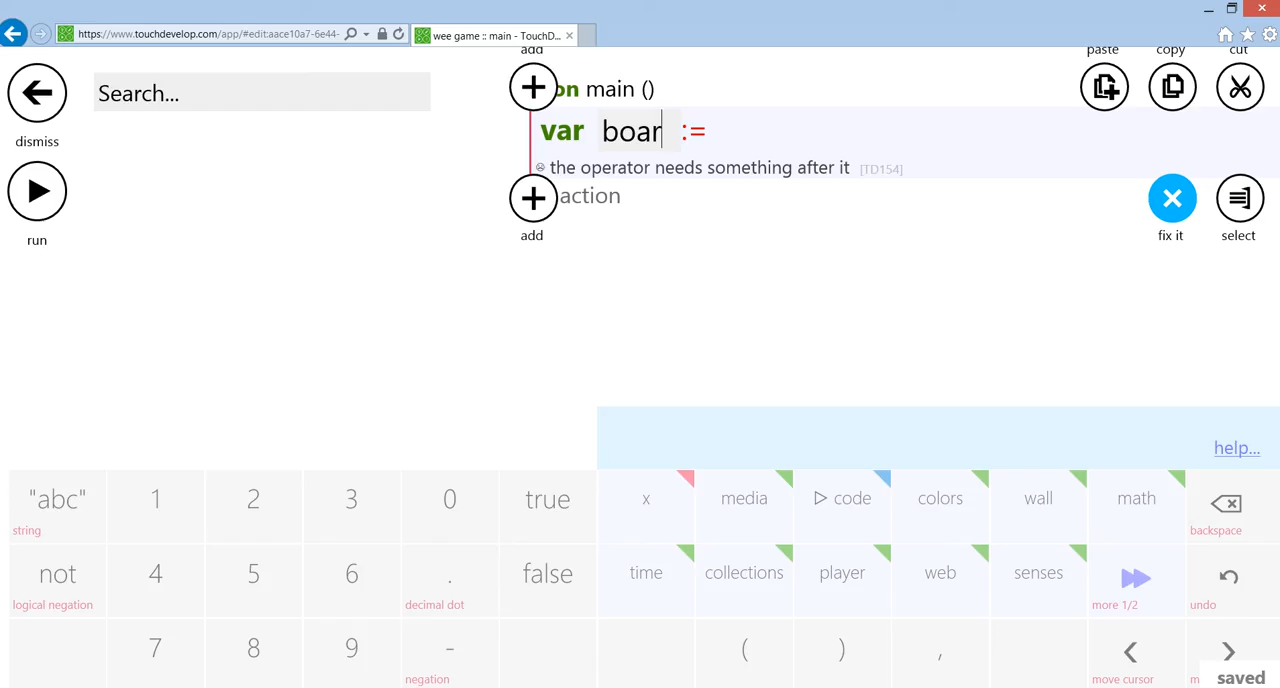 https://www.touchdevelop.com/app/#edit:aace10a7-6e44-
wee game :: main - TouchD...
add
paste
copy
cut
Search...
on main ()
dismiss
var boar :=
the operator needs something after it [TD154]
action
run
add
fix it
select
help...
"abc" 1 2 3 0 true x media code colors wall math
string
backspace
not 4 5 6 . false time collections player web senses
logical negation
decimal dot
more 1/2
undo
7 8 9 - ( ) ,
negation
move cursor
saved